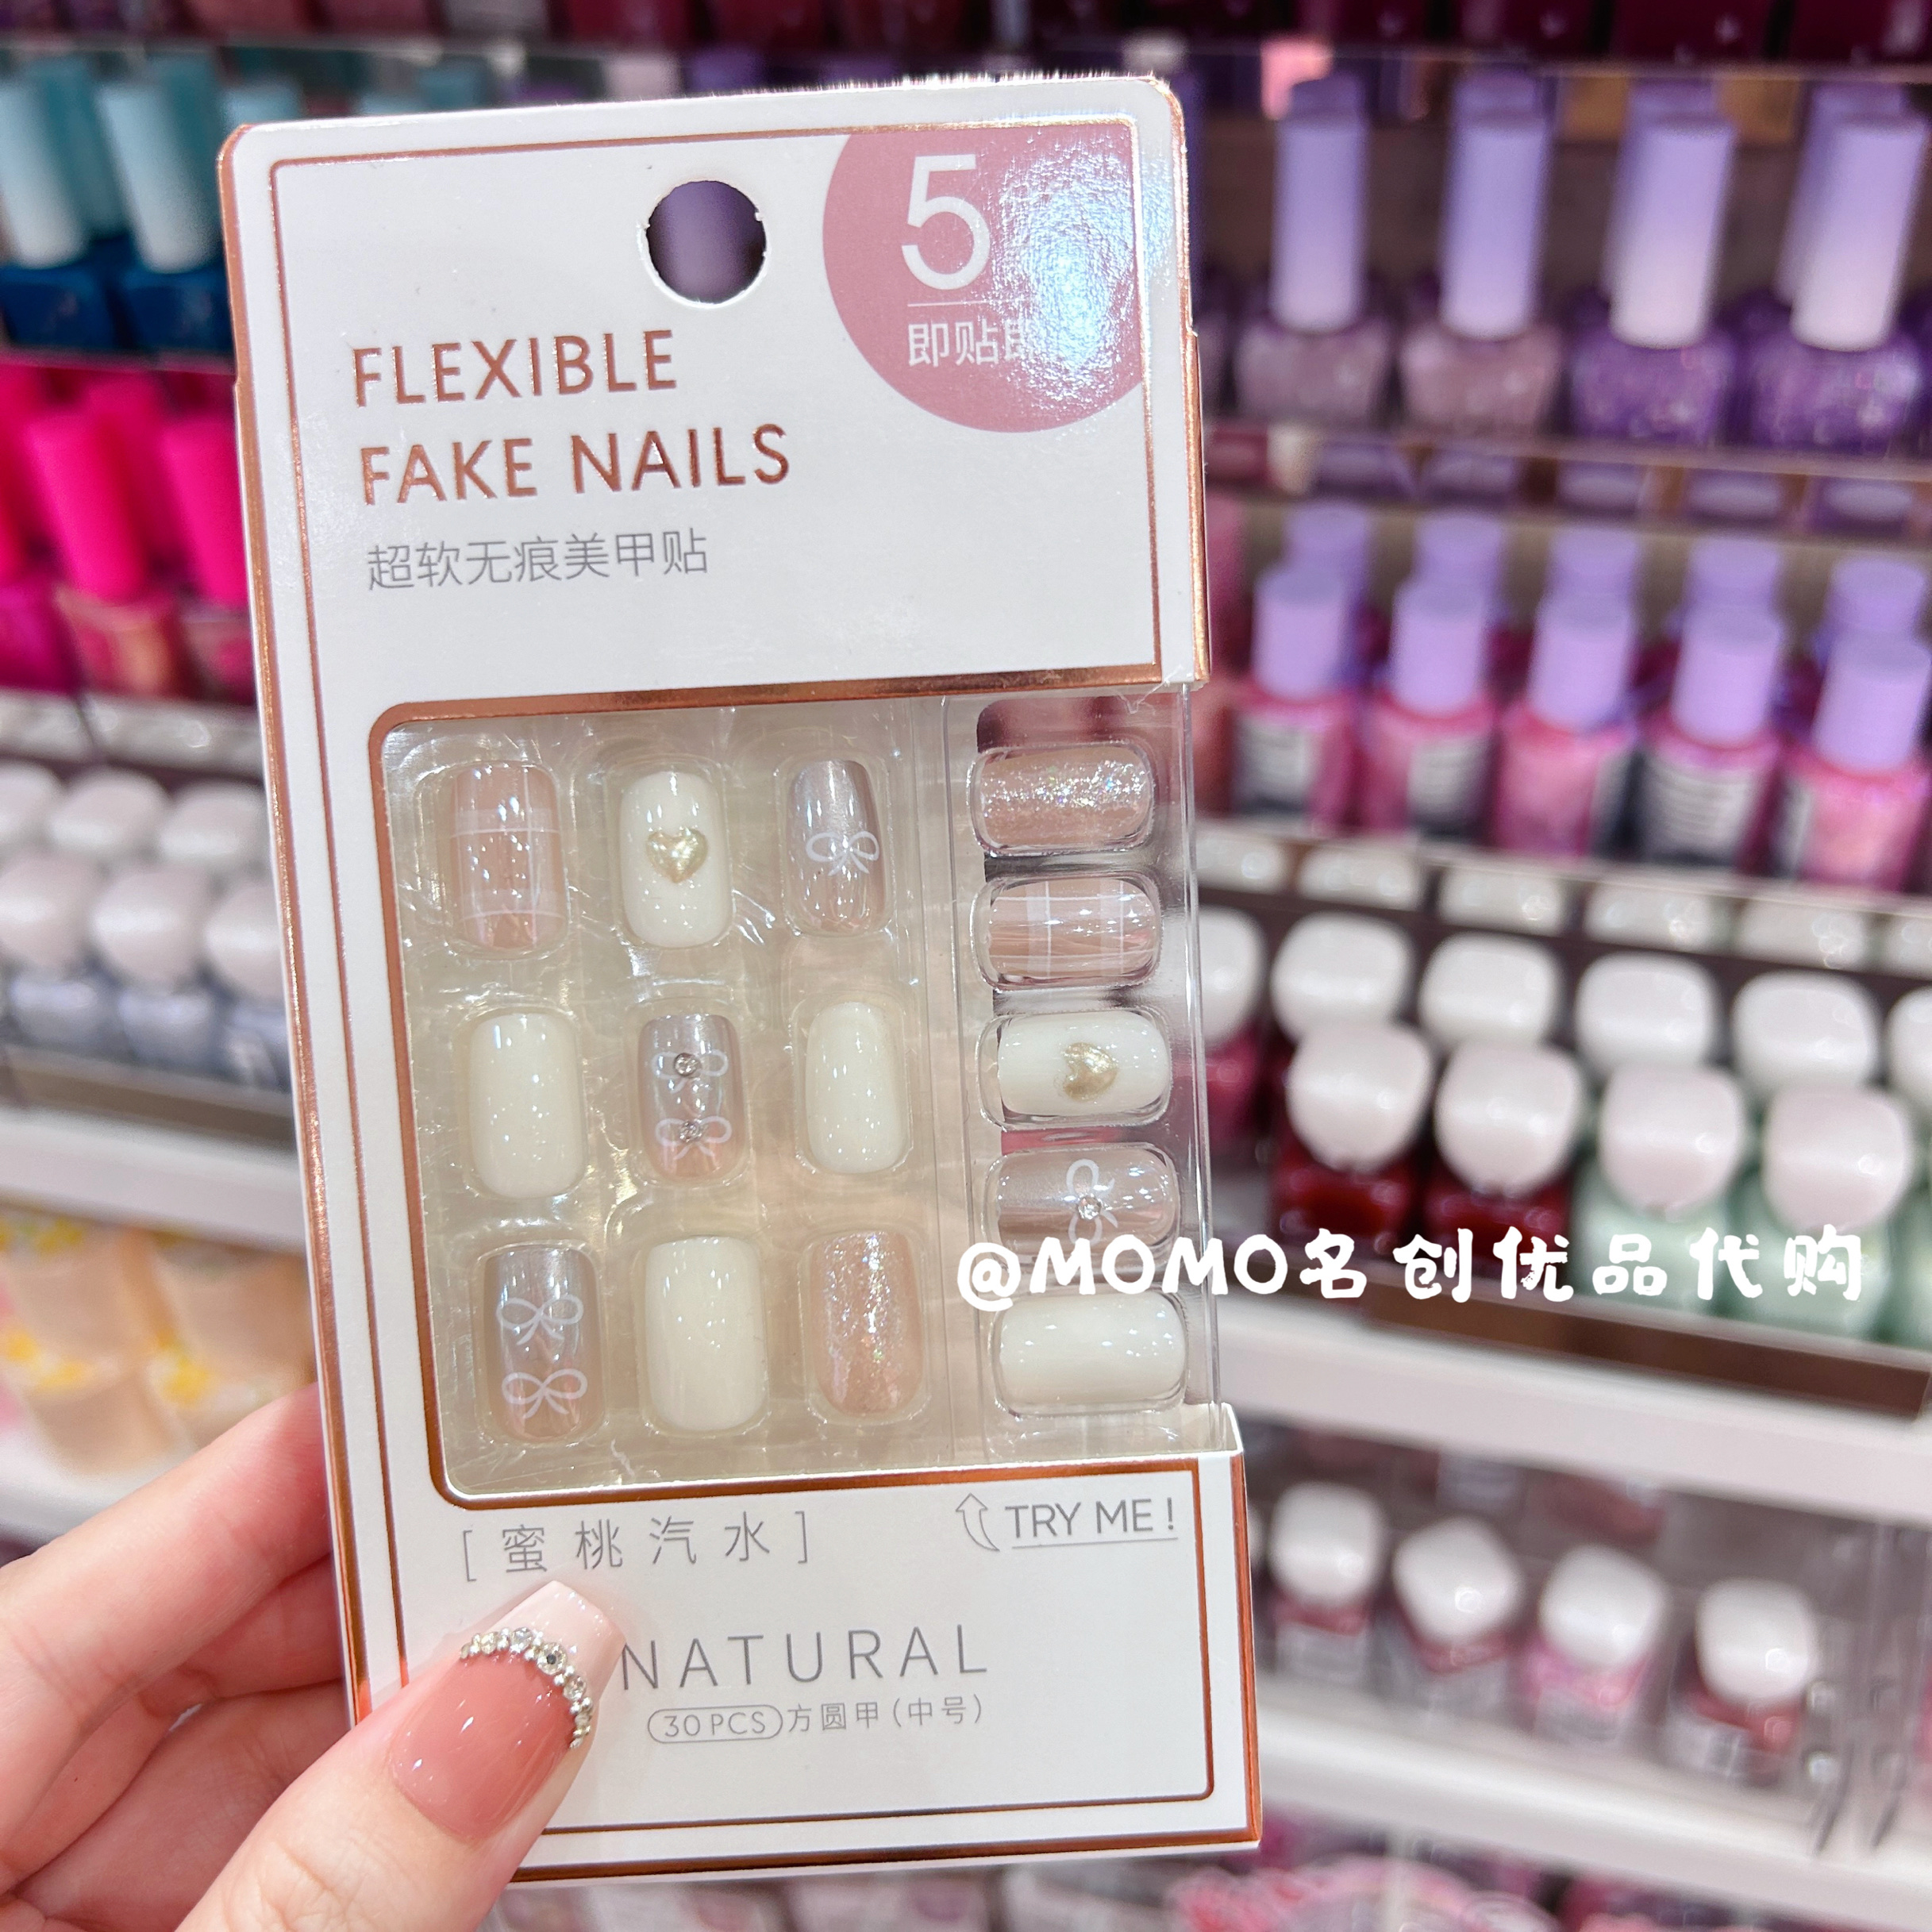 5
即贴即
FLEXIBLE
FAKE NAILS
超软无痕美甲贴
@MOMO名创优品代购
[蜜桃汽水]
TRY ME!
NATURAL
30 PCS 方圆甲(中号)